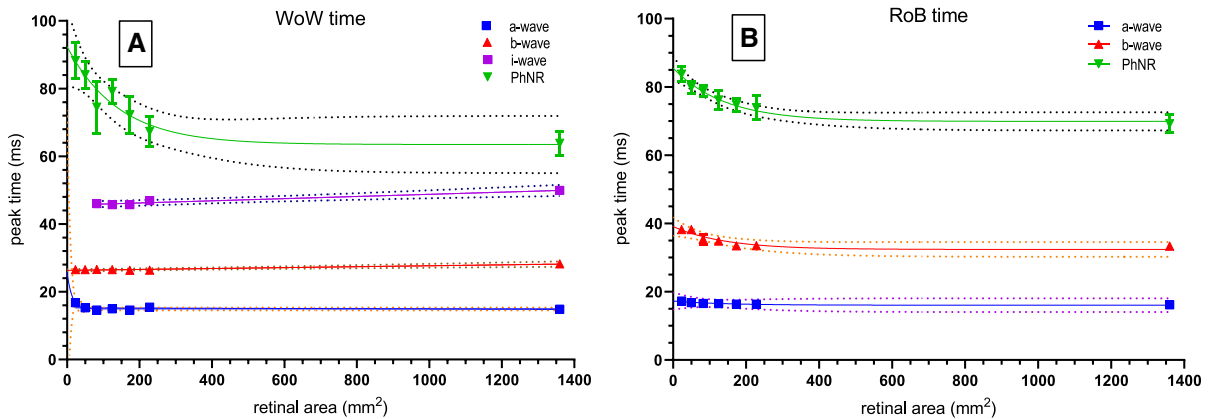 A
WoW time
a-wave
b-wave
i-wave
PhNR
100
80
60
40
20
0
peak time (ms)
0 200 400 600 800 1000 1200 1400
retinal area (mm²)
B
RoB time
a-wave
b-wave
PhNR
100
80
60
40
20
0
peak time (ms)
0 200 400 600 800 1000 1200 1400
retinal area (mm²)